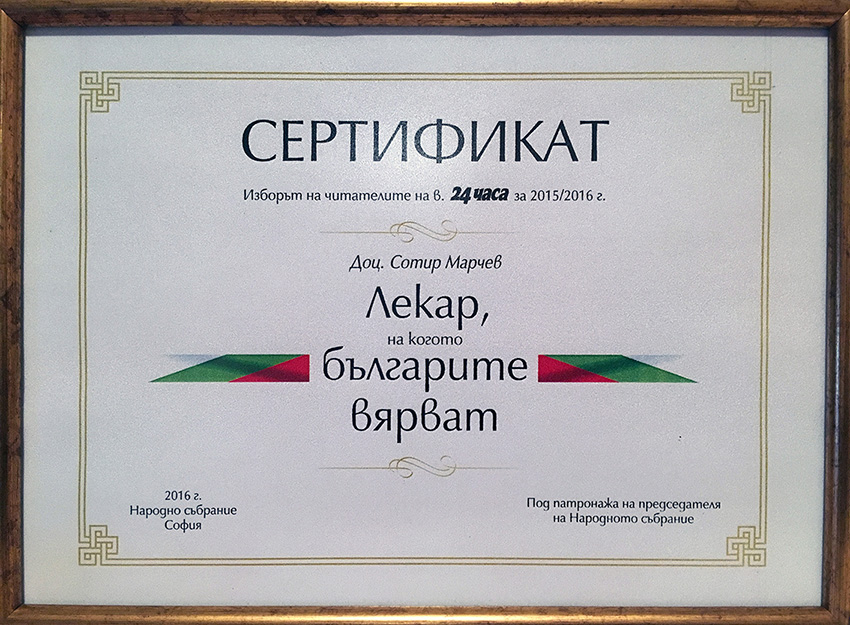 СЕРТИФИКАТ
Изборът на читателите на в. 24 часа за 2015/2016 г.
Доц. Сотир Марчев
Лекар,
на когото
българите
вярват
2016 г.
Народно събрание
София
Под патронажа на председателя
на Народното събрание